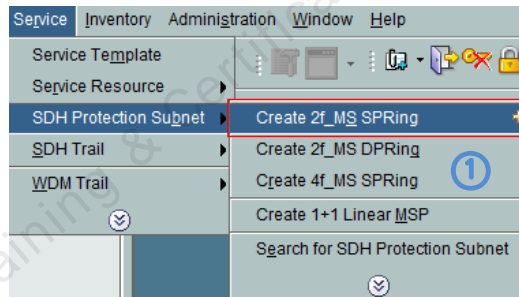 Service Inventory Administration Window Help
Service Template
Service Resource
SDH Protection Subnet
SDH Trail
WDM Trail
Create 2f_MS SPRing
Create 2f_MS DPRing
Create 4f_MS SPRing
1
Create 1+1 Linear MSP
Search for SDH Protection Subnet